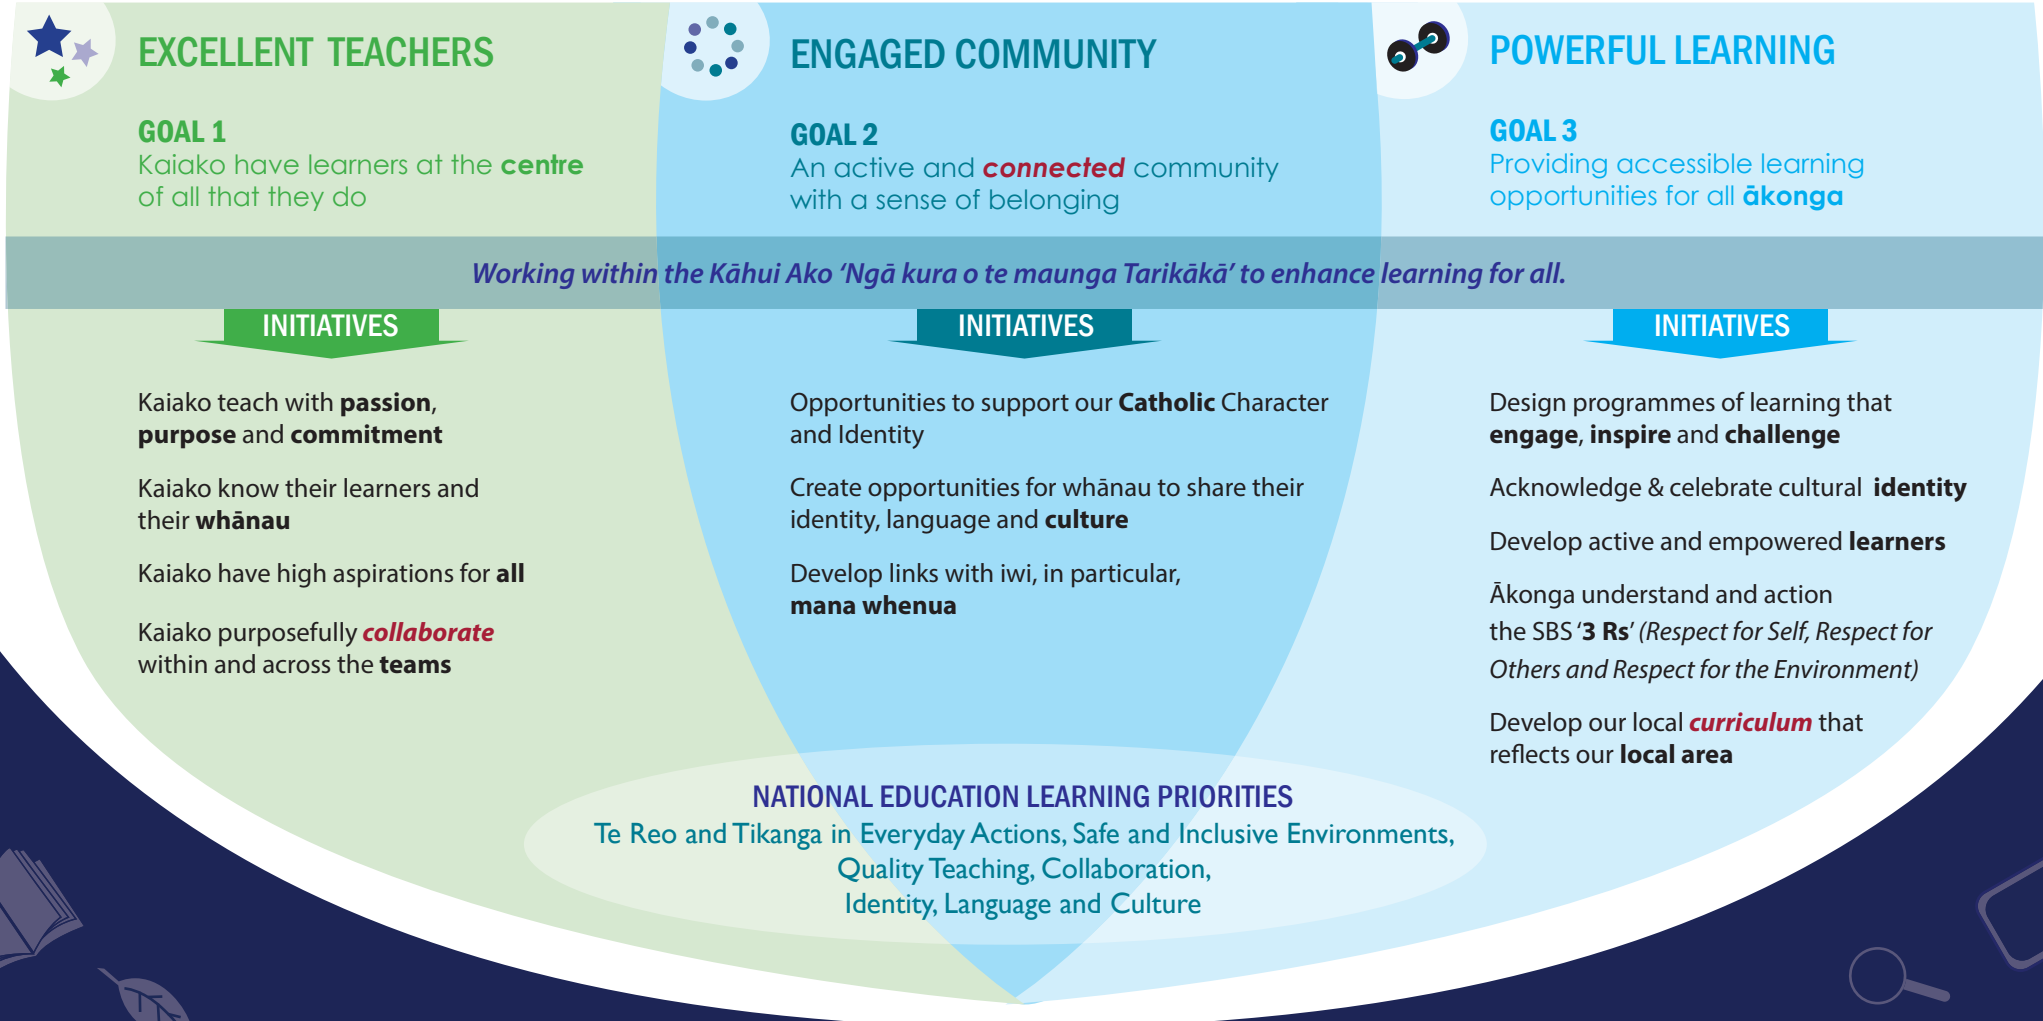 EXCELLENT TEACHERS
GOAL 1
Kaiako have learners at the centre
of all that they do
ENGAGED COMMUNITY
GOAL 2
An active and connected community
with a sense of belonging
POWERFUL LEARNING
GOAL 3
Providing accessible learning
opportunities for all ākonga
Working within the Kāhui Ako ‘Ngā kura o te maunga Tarikākā’ to enhance learning for all.
INITIATIVES
Kaiako teach with passion,
purpose and commitment
Kaiako know their learners and
their whānau
Kaiako have high aspirations for all
Kaiako purposefully collaborate
within and across the teams
INITIATIVES
Opportunities to support our Catholic Character
and Identity
Create opportunities for whānau to share their
identity, language and culture
Develop links with iwi, in particular,
mana whenua
INITIATIVES
Design programmes of learning that
engage, inspire and challenge
Acknowledge & celebrate cultural identity
Develop active and empowered learners
Ākonga understand and action
the SBS ‘3 Rs’ (Respect for Self, Respect for
Others and Respect for the Environment)
Develop our local curriculum that
reflects our local area
NATIONAL EDUCATION LEARNING PRIORITIES
Te Reo and Tikanga in Everyday Actions, Safe and Inclusive Environments,
Quality Teaching, Collaboration,
Identity, Language and Culture